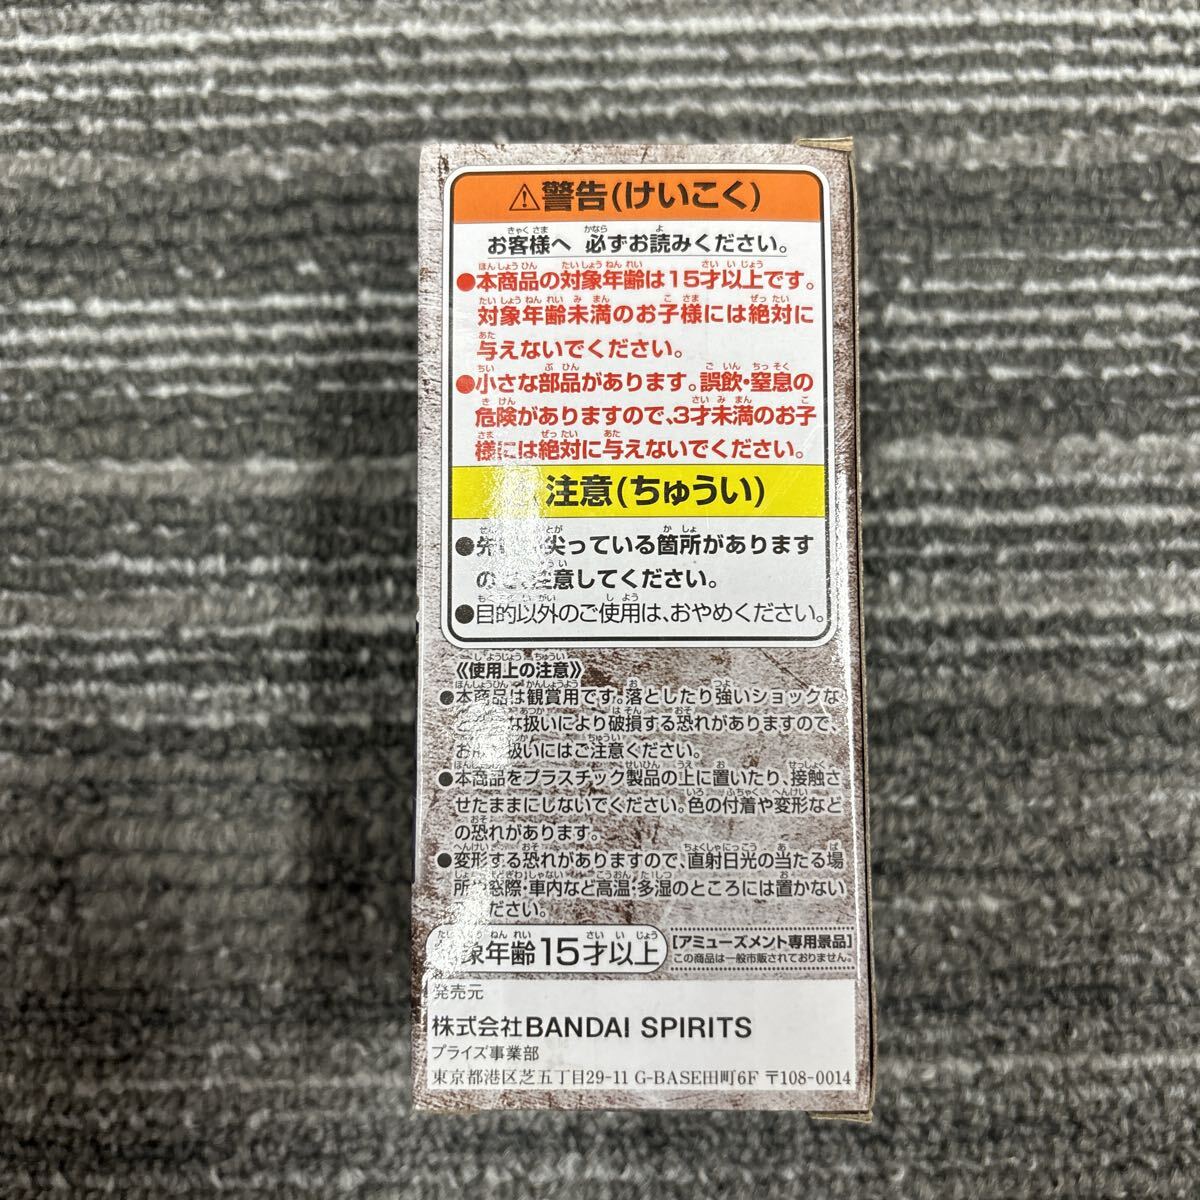 ⚠警告(けいこく)
お客様へ 必ずお読みください。
●本商品の対象年齢は15才以上です。
対象年齢未満のお子様には絶対に
与えないでください。
●小さな部品があります。誤飲・窒息の
危険がありますので、3才未満のお子
様には絶対に与えないでください。
注意(ちゅうい)
尖っている箇所があります
注意してください。
●目的以外のご使用は、おやめください。
《使用上の注意》
●本商品は観賞用です。落としたり強いショックな
扱いにより破損する恐れがありますので、
扱いにはご注意ください。
●本商品をプラスチック製品の上に置いたり、接触さ
せたままにしないでください。色の付着や変形など
の恐れがあります。
●変形する恐れがありますので、直射日光の当たる場
所や窓際・車内など高温・多湿のところには置かない
ください。
対象年齢15才以上
[アミューズメント専用景品]
この商品は一般市販されておりません。
発売元
株式会社BANDAI SPIRITS
プライズ事業部
東京都港区芝五丁目29-11 G-BASE田町6F 〒108-0014